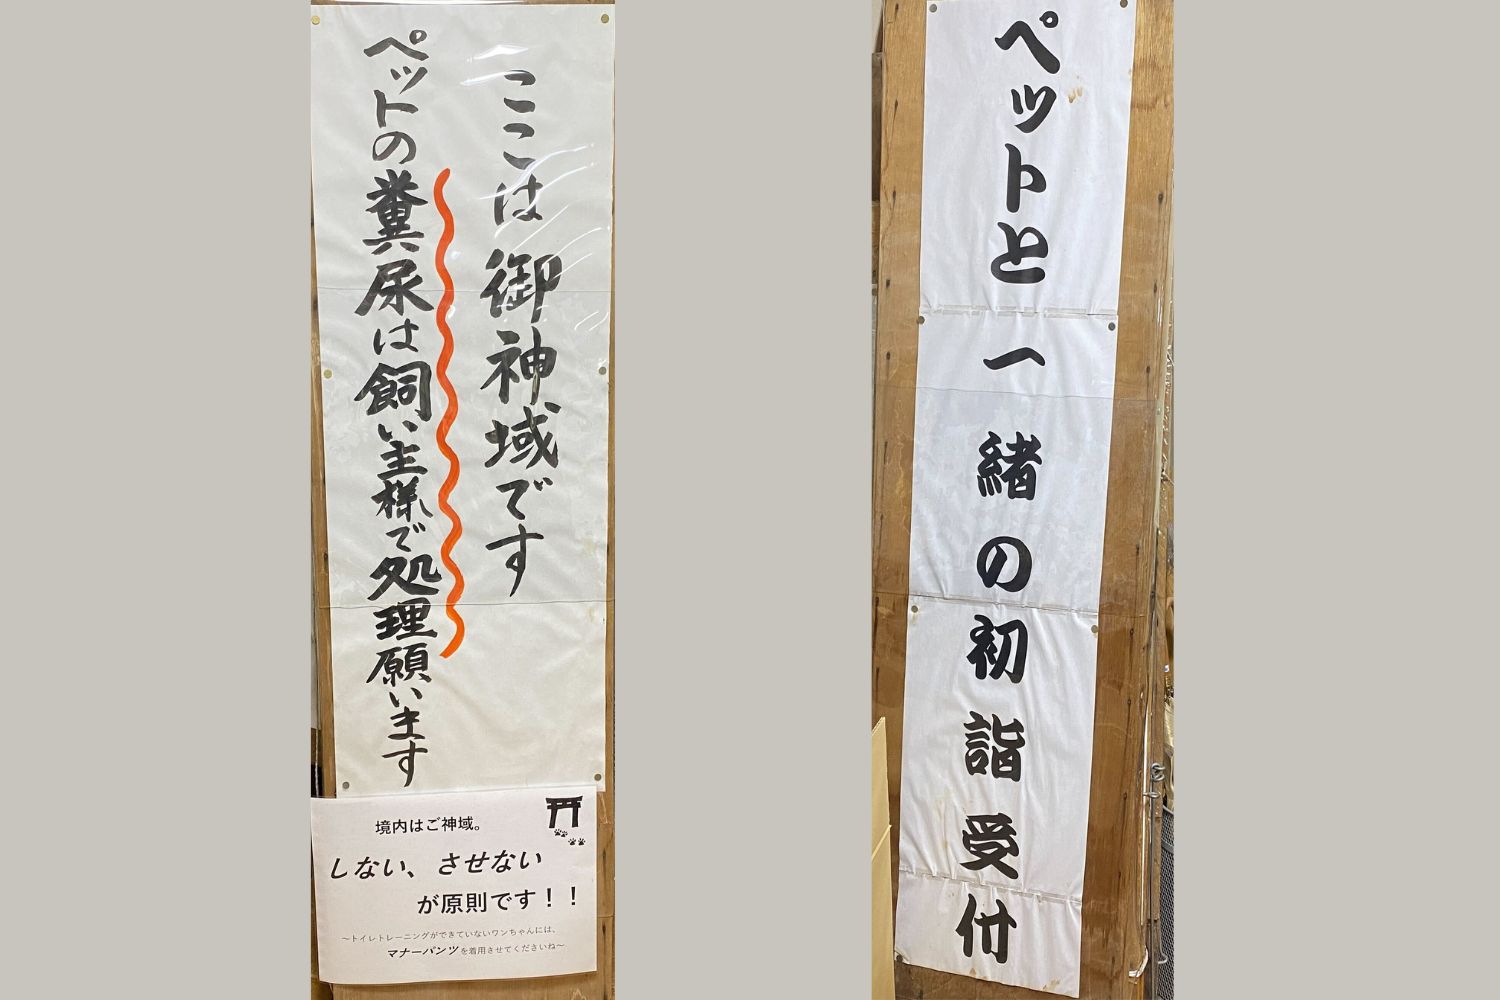 ここは御神域です
ペットの糞尿は飼い主様で処理願います
境内はご神域。
しない、させない
が原則です！！
～トイレトレーニングができていないワンちゃんには、
マナーパンツを着用させてくださいね～
ペットと一緒の初詣受付